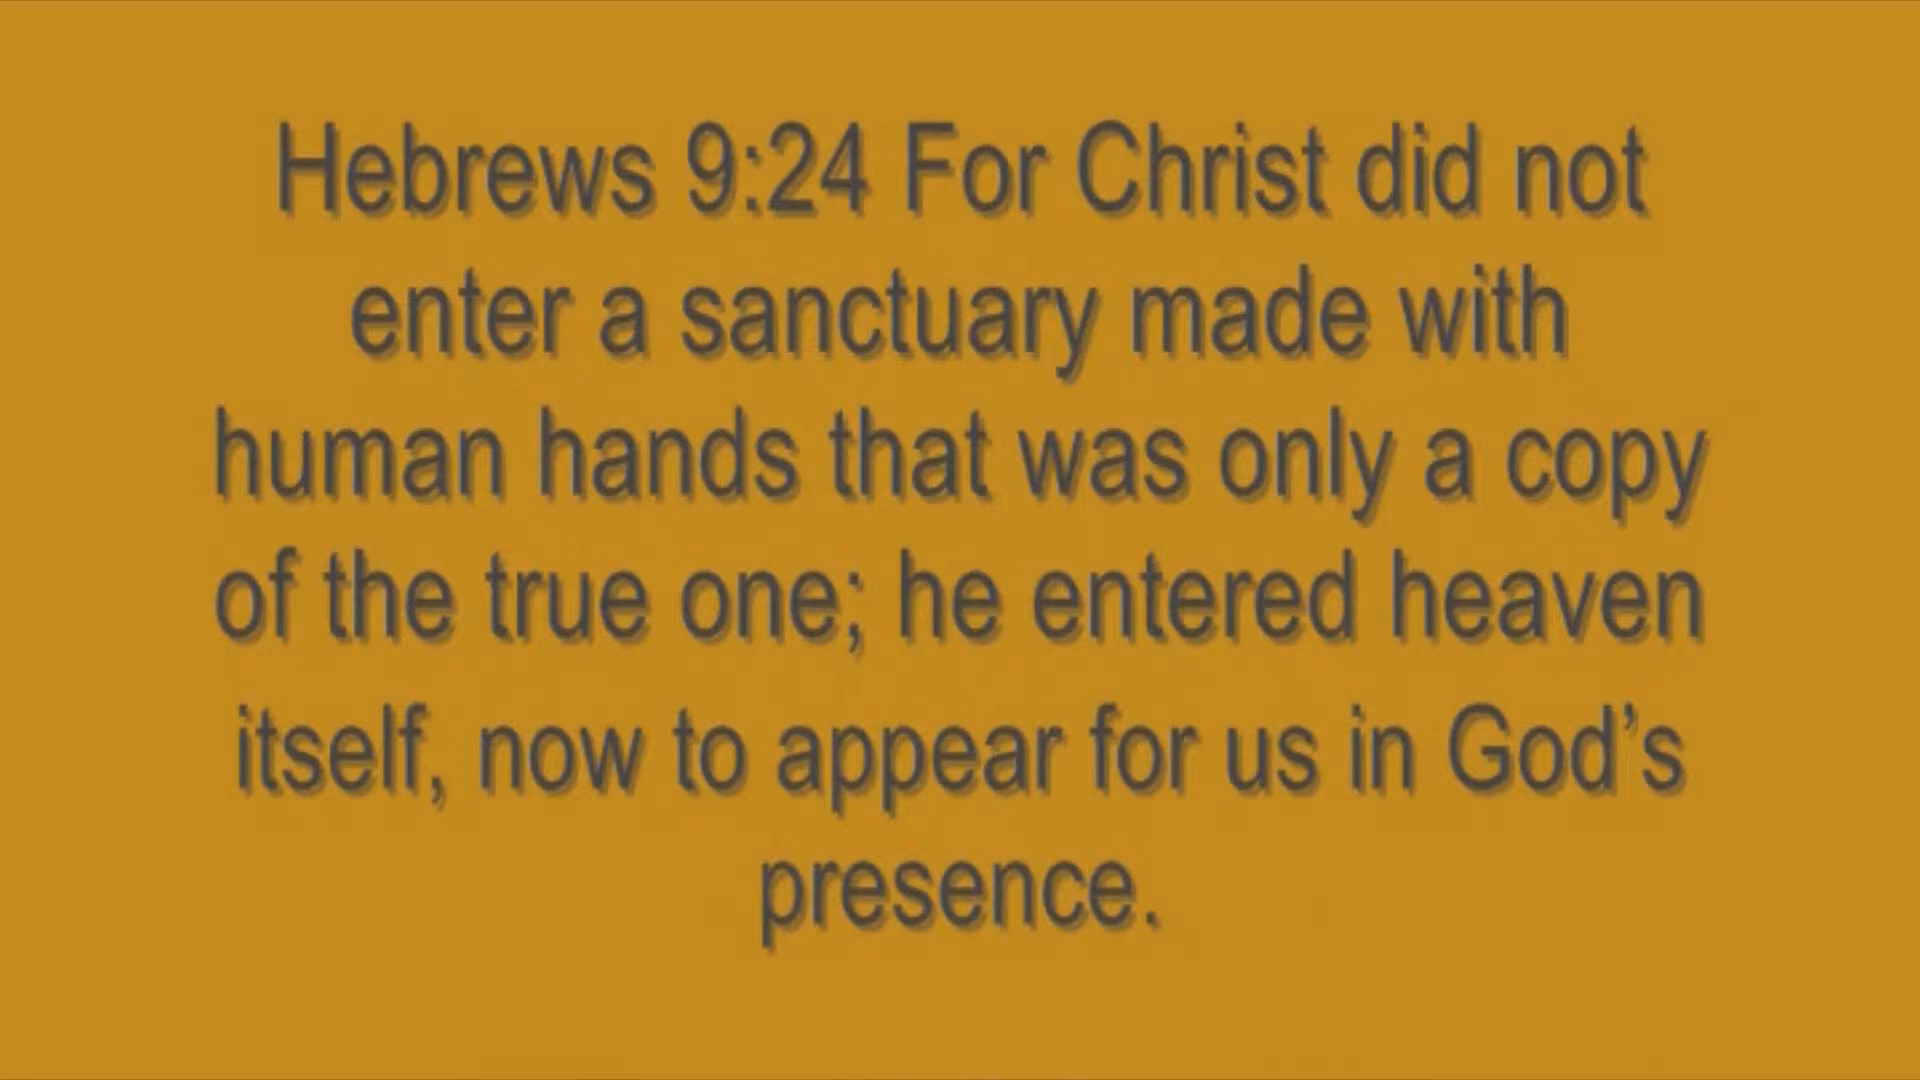 Hebrews 9:24 For Christ did not
enter a sanctuary made with
human hands that was only a copy
of the true one; he entered heaven
itself, now to appear for us in God’s
presence.